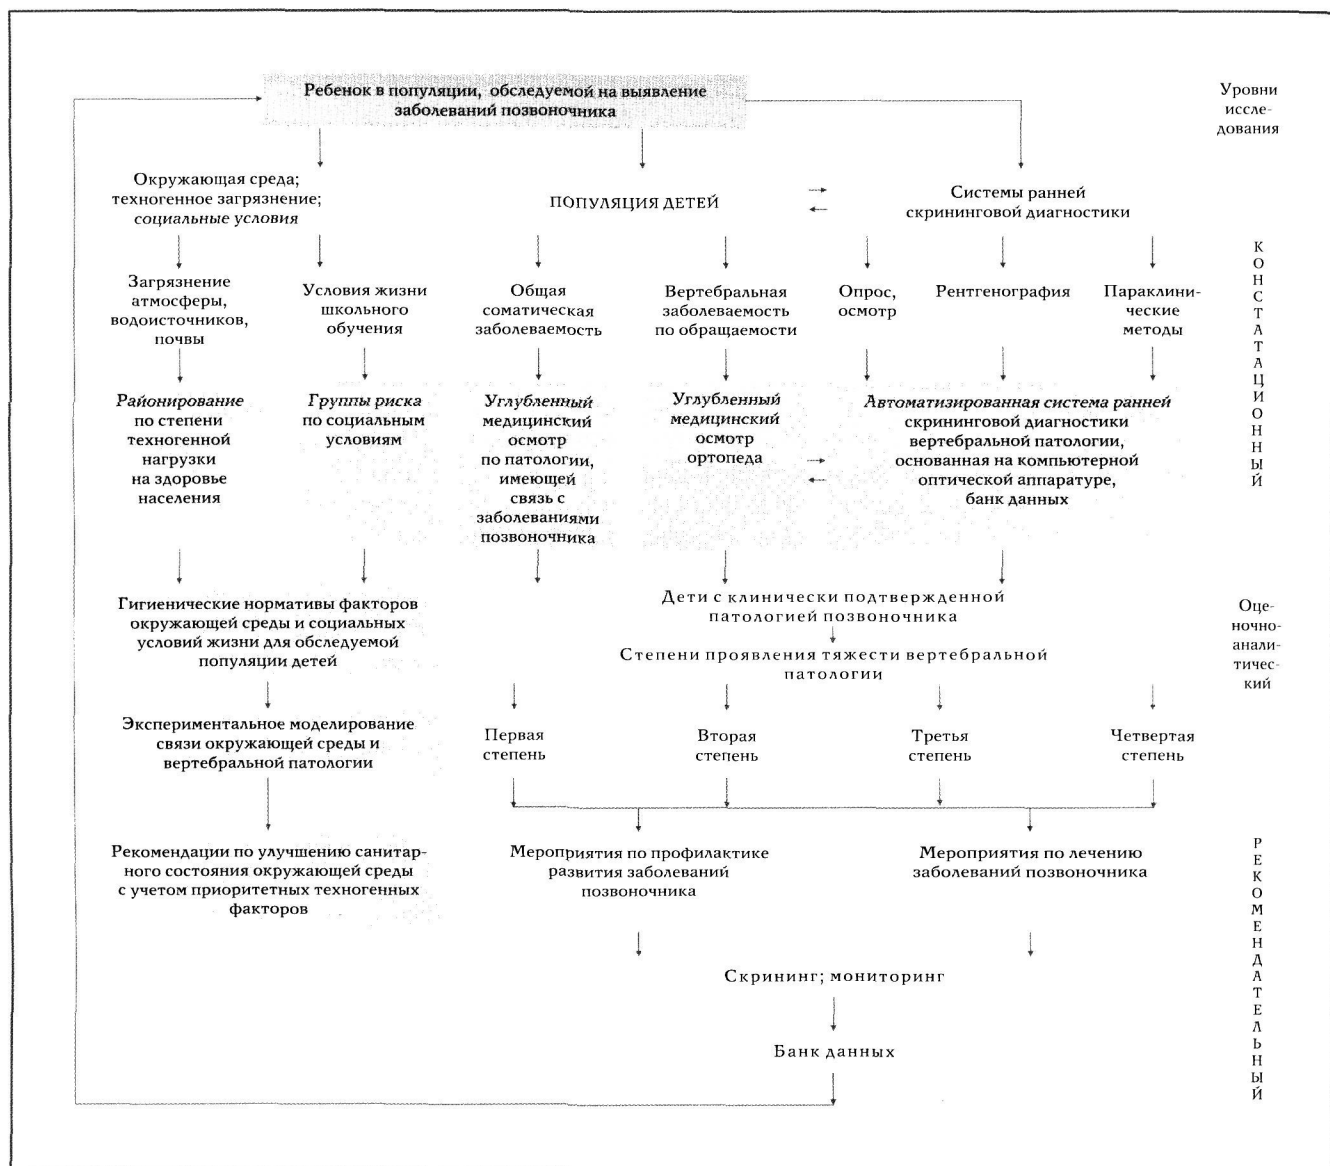 Ребенок в популяции, обследуемой на выявление
заболеваний позвоночника
Уровни
иссле-
дования
Окружающая среда;
техногенное загрязнение;
социальные условия
ПОПУЛЯЦИЯ ДЕТЕЙ
Системы ранней
скрининговой диагностики
Загрязнение
атмосферы,
водоисточников,
почвы
Условия жизни
школьного
обучения
Общая
соматическая
заболеваемость
Вертебральная
заболеваемость
по обращаемости
Опрос,
осмотр
Рентгенография
Параклини-
ческие
методы
КОНСТАТАЦИОННЫЙ
Районирование
по степени
техногенной
нагрузки
на здоровье
населения
Группы риска
по социальным
условиям
Углубленный
медицинский
осмотр
по патологии,
имеющей
связь с
заболеваниями
позвоночника
Углубленный
медицинский
осмотр
ортопеда
Автоматизированная система ранней
скрининговой диагностики
вертебральной патологии,
основанная на компьютерной
оптической аппаратуре,
банк данных
Гигиенические нормативы факторов
окружающей среды и социальных
условий жизни для обследуемой
популяции детей
Дети с клинически подтвержденной
патологией позвоночника
Степени проявления тяжести вертебральной
патологии
Оце-
ночно-
анали-
тичес-
кий
Экспериментальное моделирование
связи окружающей среды и
вертебральной патологии
Первая
степень
Вторая
степень
Третья
степень
Четвертая
степень
Рекомендации по улучшению санитар-
ного состояния окружающей среды
с учетом приоритетных техногенных
факторов
Мероприятия по профилактике
развития заболеваний
позвоночника
Мероприятия по лечению
заболеваний позвоночника
РЕКОМЕНДАТЕЛЬНЫЙ
Скрининг; мониторинг
Банк данных